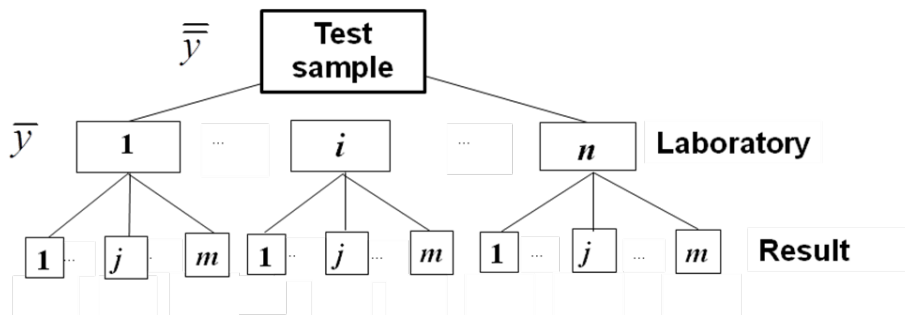 y̿ Test
sample
ȳ 1 ... i ... n Laboratory
1 ... j . m 1 .. j ... m 1 ... j ... m Result